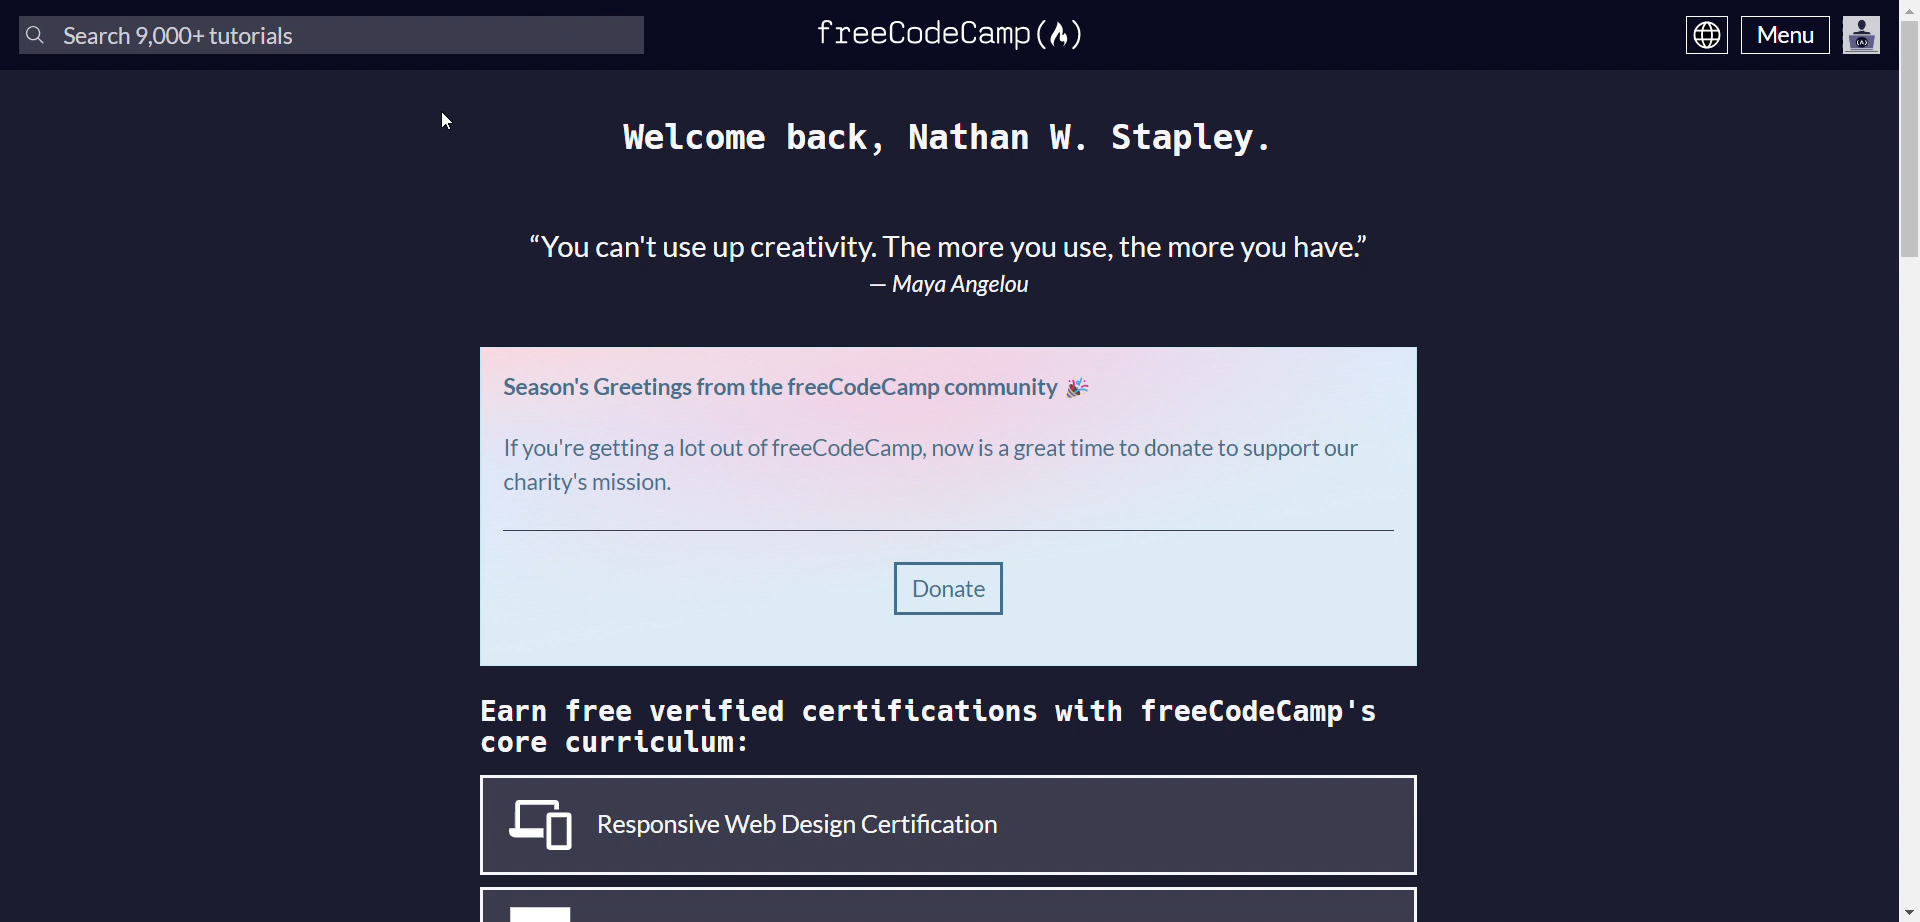 Search 9,000+ tutorials
freeCodeCamp(🔥)
Menu
(A)
Welcome back, Nathan W. Stapley.
“You can't use up creativity. The more you use, the more you have.”
— Maya Angelou
Season's Greetings from the freeCodeCamp community 🎉
If you're getting a lot out of freeCodeCamp, now is a great time to donate to support our
charity's mission.
Donate
Earn free verified certifications with freeCodeCamp's
core curriculum:
Responsive Web Design Certification